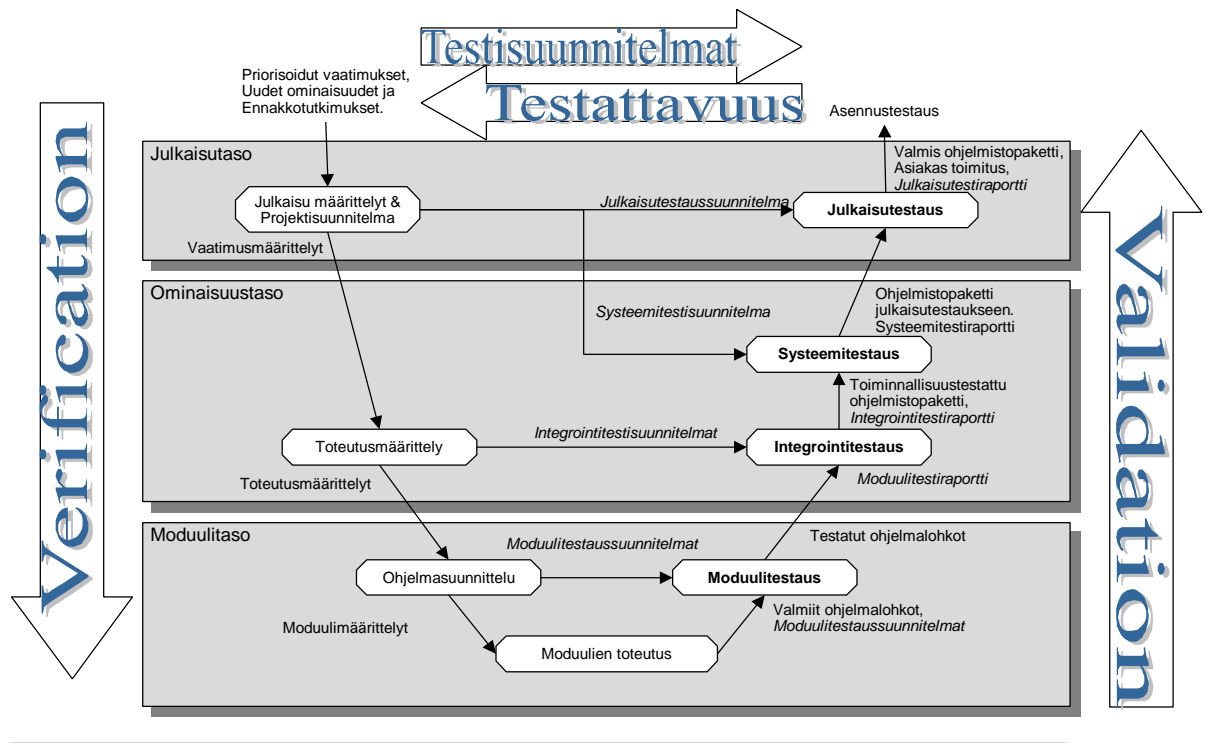 Testisuunnitelmat
Testattavuus
Priorisoidut vaatimukset,
Uudet ominaisuudet ja
Ennakkotutkimukset.
Asennustestaus
Verification
Validation
Julkaisutaso
Valmis ohjelmistopaketti,
Asiakas toimitus,
Julkaisutestiraportti
Julkaisu määrittelyt &
Projektisuunnitelma
Julkaisutestaussuunnitelma
Julkaisutestaus
Vaatimusmäärittelyt
Ominaisuustaso
Systeemitestisuunnitelma
Ohjelmistopaketti
julkaisutestaukseen.
Systeemitestiraportti
Systeemitestaus
Toiminnallisuustestattu
ohjelmistopaketti,
Integrointitestiraportti
Toteutusmäärittely
Integrointitestisuunnitelmat
Integrointitestaus
Toteutusmäärittelyt
Moduulitestiraportti
Moduulitaso
Moduulitestaussuunnitelmat
Testatut ohjelmalohkot
Ohjelmasuunnittelu
Moduulitestaus
Moduulimäärittelyt
Valmiit ohjelmalohkot,
Moduulitestaussuunnitelmat
Moduulien toteutus